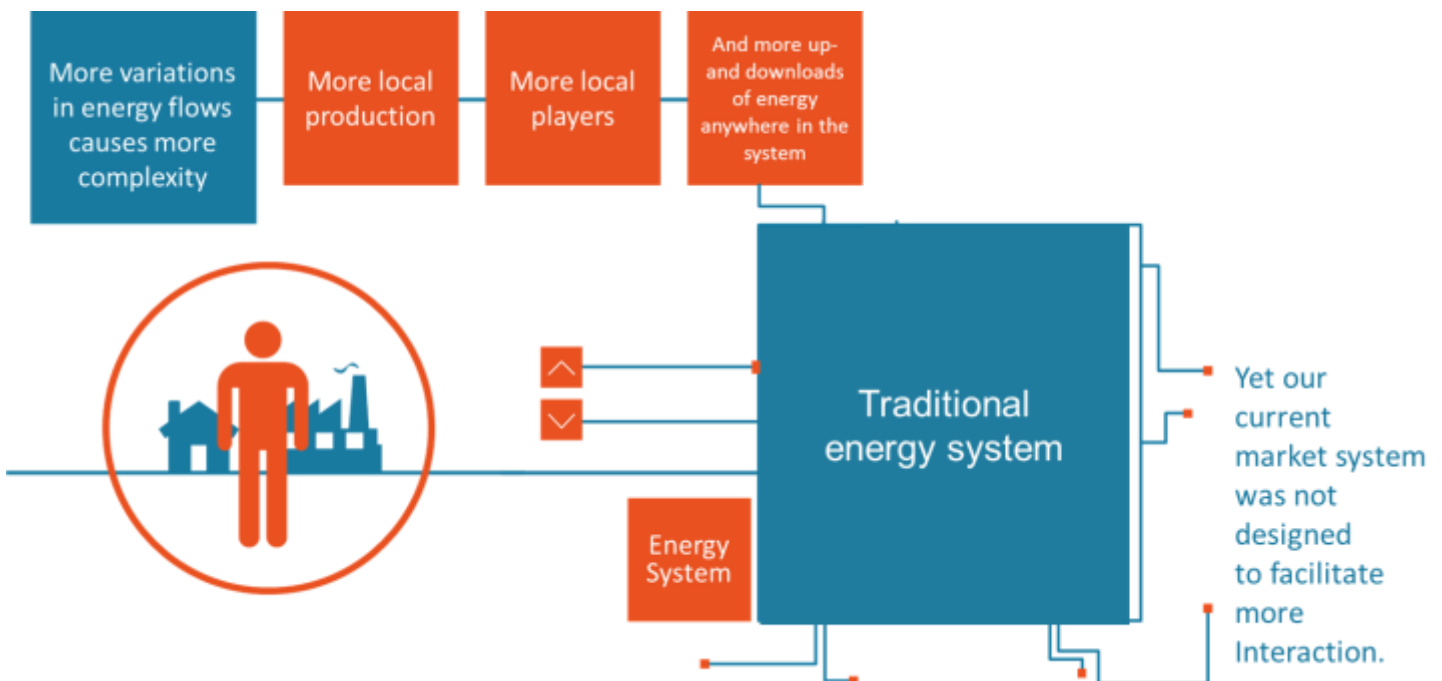 More variations
in energy flows
causes more
complexity
More local
production
More local
players
And more up-
and downloads
of energy
anywhere in the
system
Traditional
energy system
Energy
System
Yet our
current
market system
was not
designed
to facilitate
more
Interaction.